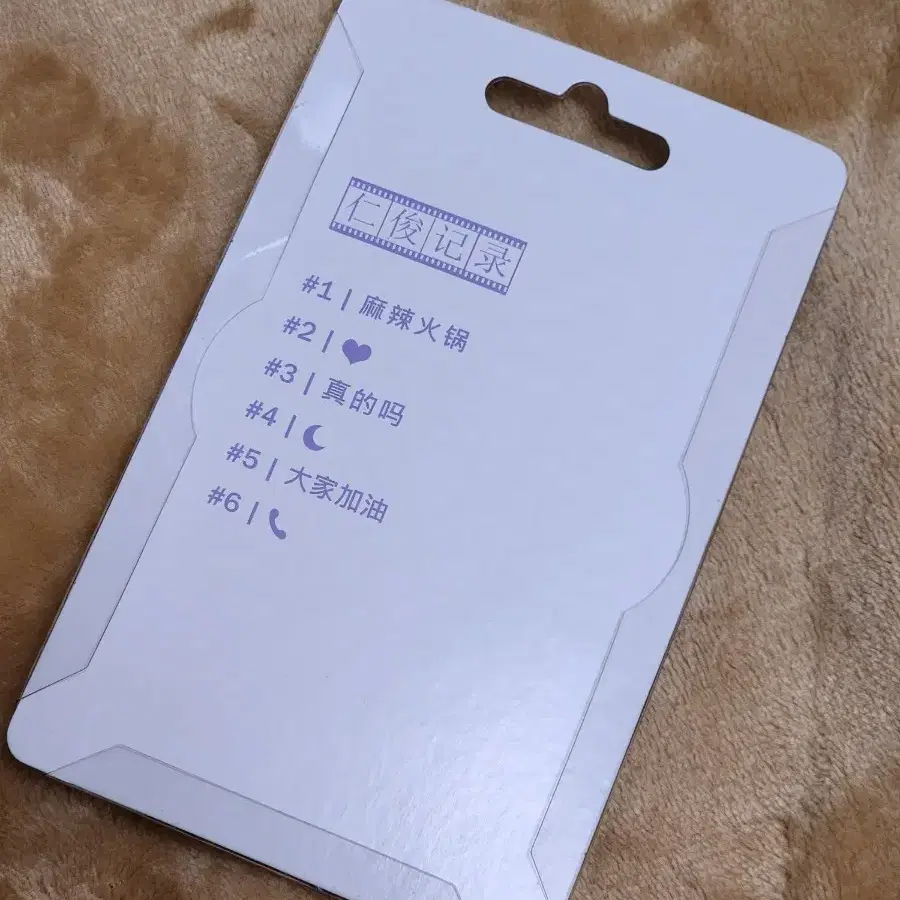 仁俊记录
#1 | 麻辣火锅
#2 | 💜
#3 | 真的吗
#4 | ☾
#5 | 大家加油
#6 | 📞